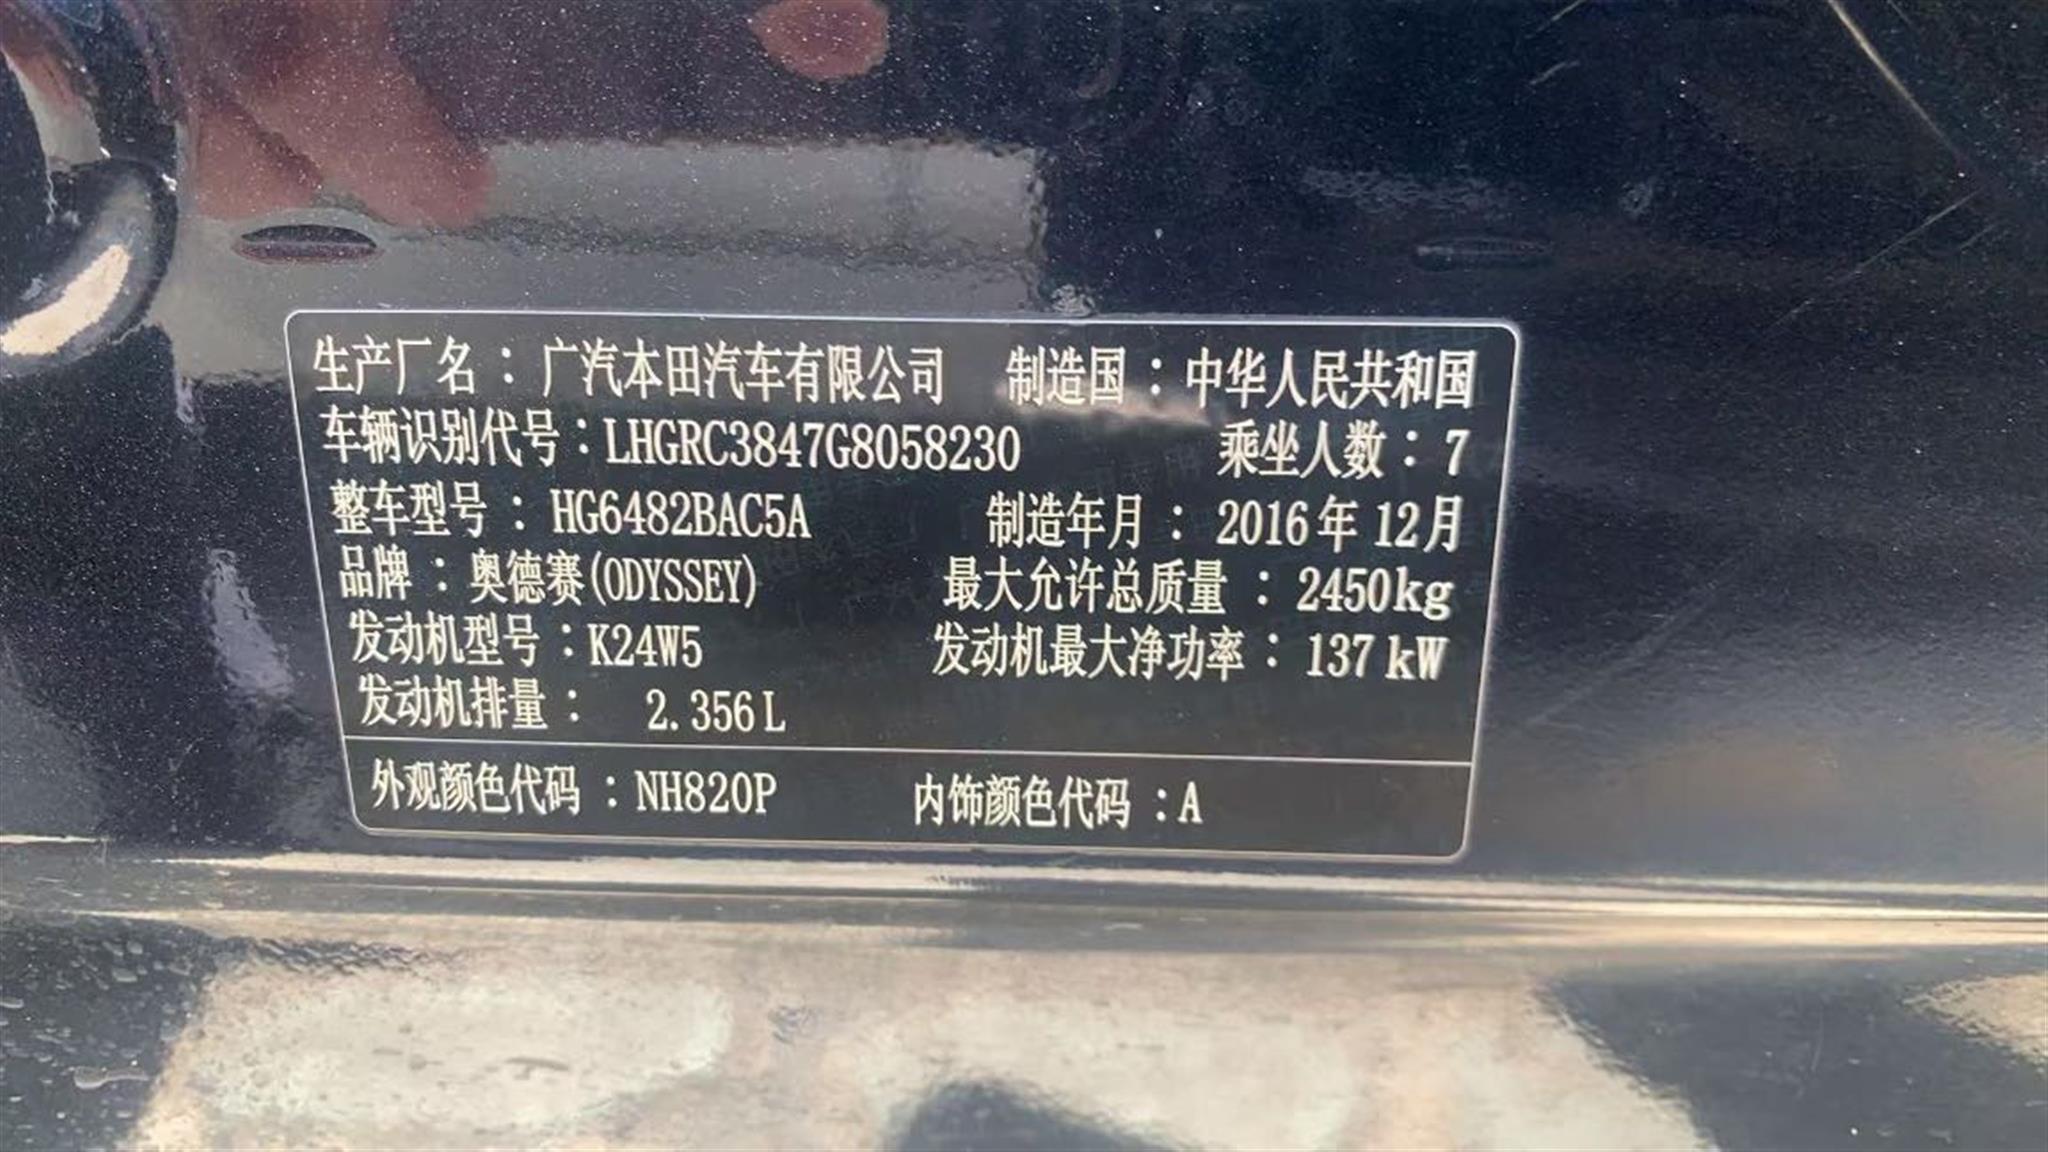 生产厂名：广汽本田汽车有限公司 制造国：中华人民共和国
车辆识别代号：LHGRC3847G8058230 乘坐人数：7
整车型号：HG6482BAC5A 制造年月：2016年12月
品牌：奥德赛(ODYSSEY) 最大允许总质量：2450kg
发动机型号：K24W5 发动机最大净功率：137kW
发动机排量：2.356L
外观颜色代码：NH820P 内饰颜色代码：A